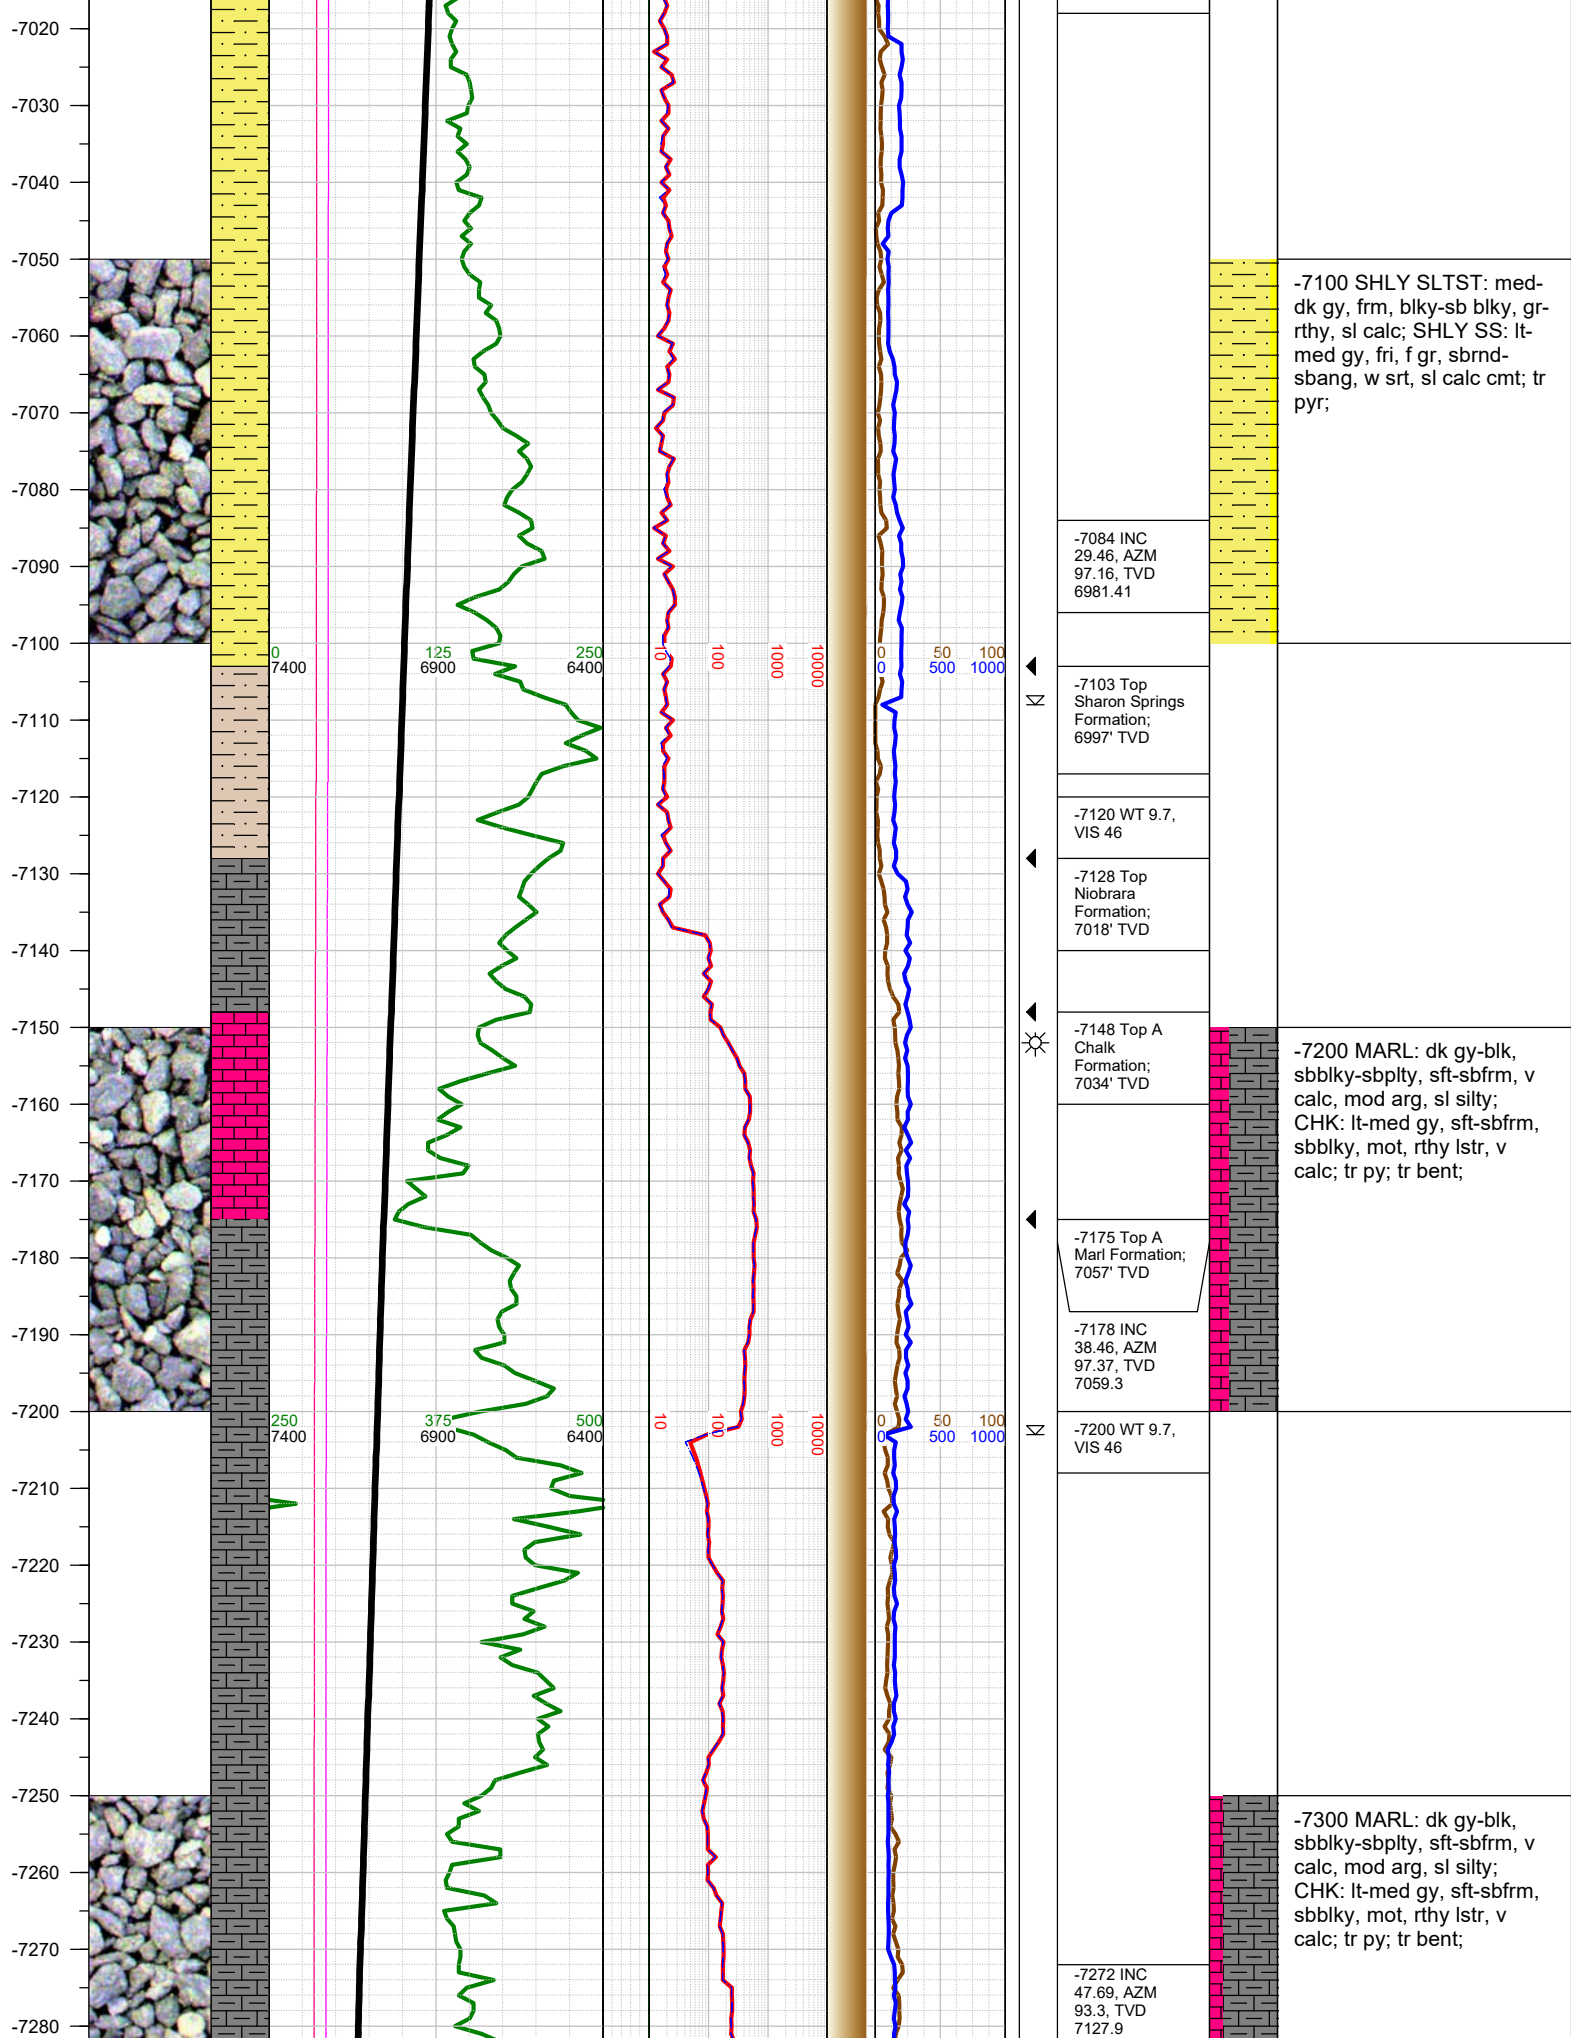 -7020
-7030
-7040
-7050
-7060
-7070
-7080
-7090
-7100
-7110
-7120
-7130
-7140
-7150
-7160
-7170
-7180
-7190
-7200
-7210
-7220
-7230
-7240
-7250
-7260
-7270
-7280
0 125 250
7400 6900 6400
10 100 1000 10000
0 50 100
0 500 1000
250 375 500
7400 6900 6400
10 100 1000 10000
0 50 100
0 500 1000
-7084 INC
29.46, AZM
97.16, TVD
6981.41
-7103 Top
Sharon Springs
Formation;
6997' TVD
-7120 WT 9.7,
VIS 46
-7128 Top
Niobrara
Formation;
7018' TVD
-7148 Top A
Chalk
Formation;
7034' TVD
-7175 Top A
Marl Formation;
7057' TVD
-7178 INC
38.46, AZM
97.37, TVD
7059.3
-7200 WT 9.7,
VIS 46
-7272 INC
47.69, AZM
93.3, TVD
7127.9
-7100 SHLY SLTST: med-
dk gy, frm, blky-sb blky, gr-
rthy, sl calc; SHLY SS: lt-
med gy, fri, f gr, sbrnd-
sbang, w srt, sl calc cmt; tr
pyr;
-7200 MARL: dk gy-blk,
sbblky-sbplty, sft-sbfrm, v
calc, mod arg, sl silty;
CHK: lt-med gy, sft-sbfrm,
sbblky, mot, rthy lstr, v
calc; tr py; tr bent;
-7300 MARL: dk gy-blk,
sbblky-sbplty, sft-sbfrm, v
calc, mod arg, sl silty;
CHK: lt-med gy, sft-sbfrm,
sbblky, mot, rthy lstr, v
calc; tr py; tr bent;